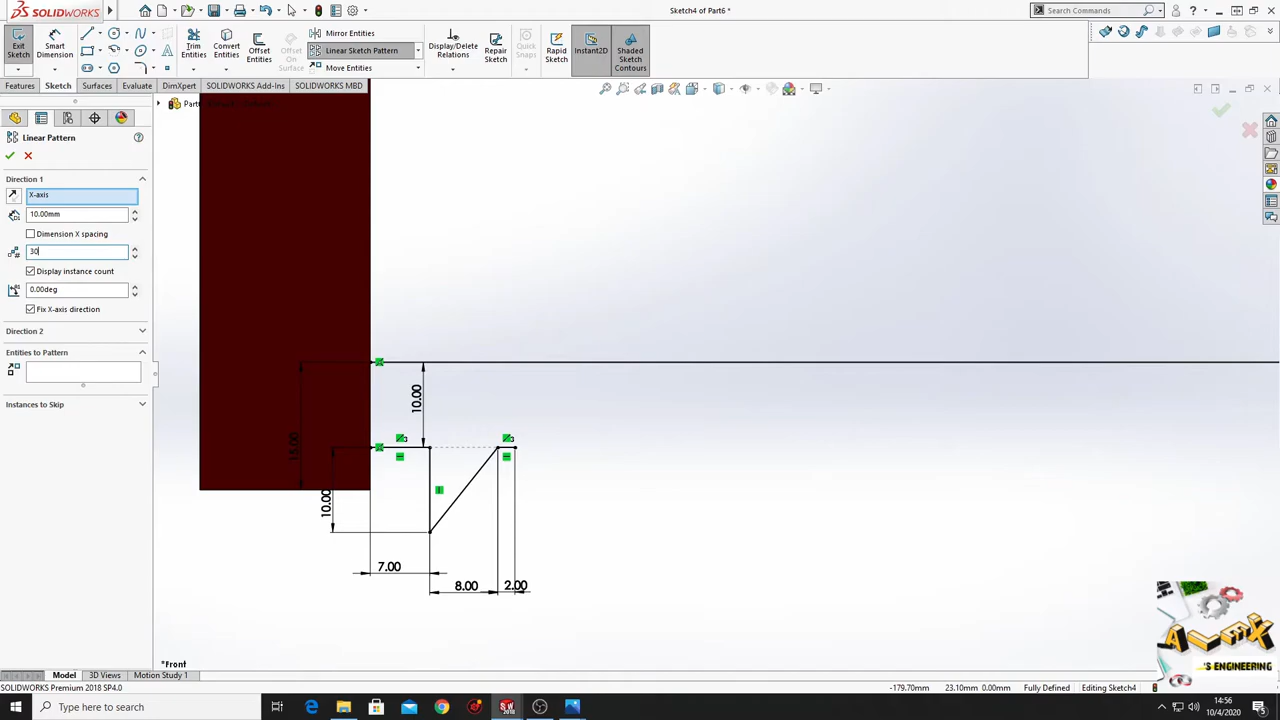 SOLIDWORKS
Sketch4 of Part6 *
Search Commands
Exit Sketch
Smart Dimension
Trim Entities
Convert Entities
Offset Entities
Offset On Surface
Mirror Entities
Linear Sketch Pattern
Move Entities
Display/Delete Relations
Repair Sketch
Quick Snaps
Rapid Sketch
Instant2D
Shaded Sketch Contours
Features
Sketch
Surfaces
Evaluate
DimXpert
SOLIDWORKS Add-Ins
SOLIDWORKS MBD
Linear Pattern
Direction 1
X-axis
10.00mm
Dimension X spacing
30
Display instance count
0.00deg
Fix X-axis direction
Direction 2
Entities to Pattern
Instances to Skip
10.00
15.00
10.00
7.00
8.00
2.00
*Front
ALMX
'S ENGINEERING
Model
3D Views
Motion Study 1
SOLIDWORKS Premium 2018 SP4.0
-179.70mm
23.10mm 0.00mm
Fully Defined
Editing Sketch4
Type here to search
14:56
10/4/2020